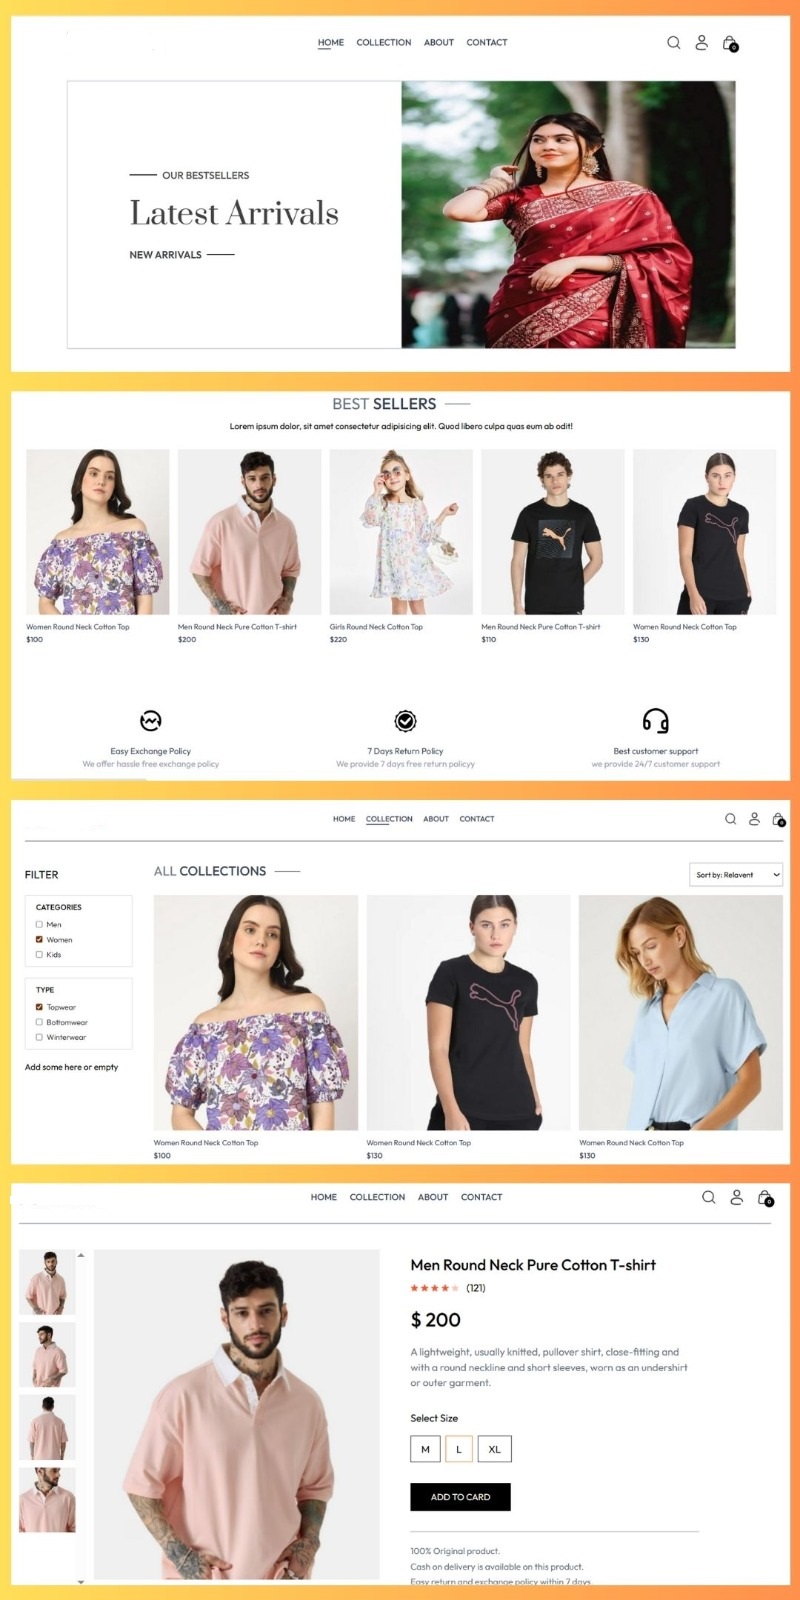 HOME COLLECTION ABOUT CONTACT
0
OUR BESTSELLERS
Latest Arrivals
NEW ARRIVALS
BEST SELLERS
Lorem ipsum dolor, sit amet consectetur adipisicing elit. Quod libero culpa quas eum ab odit!
Women Round Neck Cotton Top
$100
Men Round Neck Pure Cotton T-shirt
$200
Girls Round Neck Cotton Top
$220
Men Round Neck Pure Cotton T-shirt
$110
Women Round Neck Cotton Top
$130
Easy Exchange Policy
We offer hassle free exchange policy
7 Days Return Policy
We provide 7 days free return policyy
Best customer support
we provide 24/7 customer support
HOME COLLECTION ABOUT CONTACT
0
FILTER
CATEGORIES
Men
Women
Kids
TYPE
Topwear
Bottomwear
Winterwear
Add some here or empty
ALL COLLECTIONS
Sort by: Relavent
Women Round Neck Cotton Top
$100
Women Round Neck Cotton Top
$130
Women Round Neck Cotton Top
$130
HOME COLLECTION ABOUT CONTACT
0
Men Round Neck Pure Cotton T-shirt
(121)
$ 200
A lightweight, usually knitted, pullover shirt, close-fitting and
with a round neckline and short sleeves, worn as an undershirt
or outer garment.
Select Size
M L XL
ADD TO CARD
100% Original product.
Cash on delivery is available on this product.
Easy return and exchange policy within 7 days.